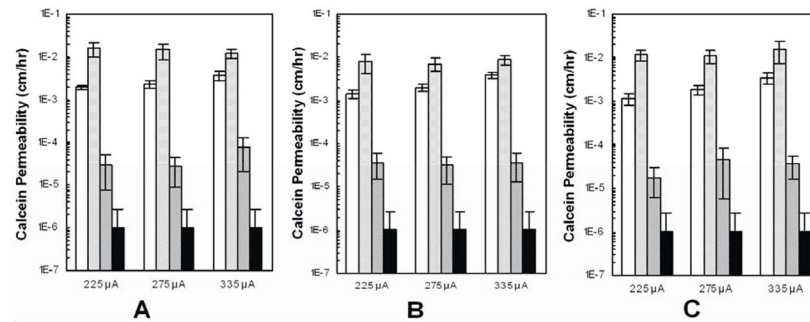 Calcein Permeability (cm/hr)
1E-1
1E-2
1E-3
1E-4
1E-5
1E-6
1E-7
225 µA 275 µA 335 µA
A
Calcein Permeability (cm/hr)
1E-1
1E-2
1E-3
1E-4
1E-5
1E-6
1E-7
225 µA 275 µA 335 µA
B
Calcein Permeability (cm/hr)
1E-1
1E-2
1E-3
1E-4
1E-5
1E-6
1E-7
225 µA 275 µA 335 µA
C